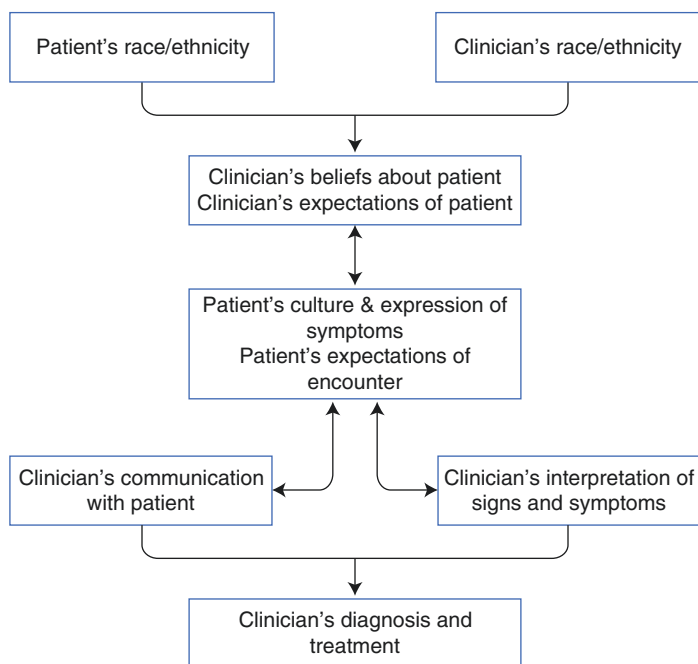 Patient’s race/ethnicity
Clinician’s race/ethnicity
Clinician’s beliefs about patient
Clinician’s expectations of patient
Patient’s culture & expression of
symptoms
Patient’s expectations of
encounter
Clinician’s communication
with patient
Clinician’s interpretation of
signs and symptoms
Clinician’s diagnosis and
treatment